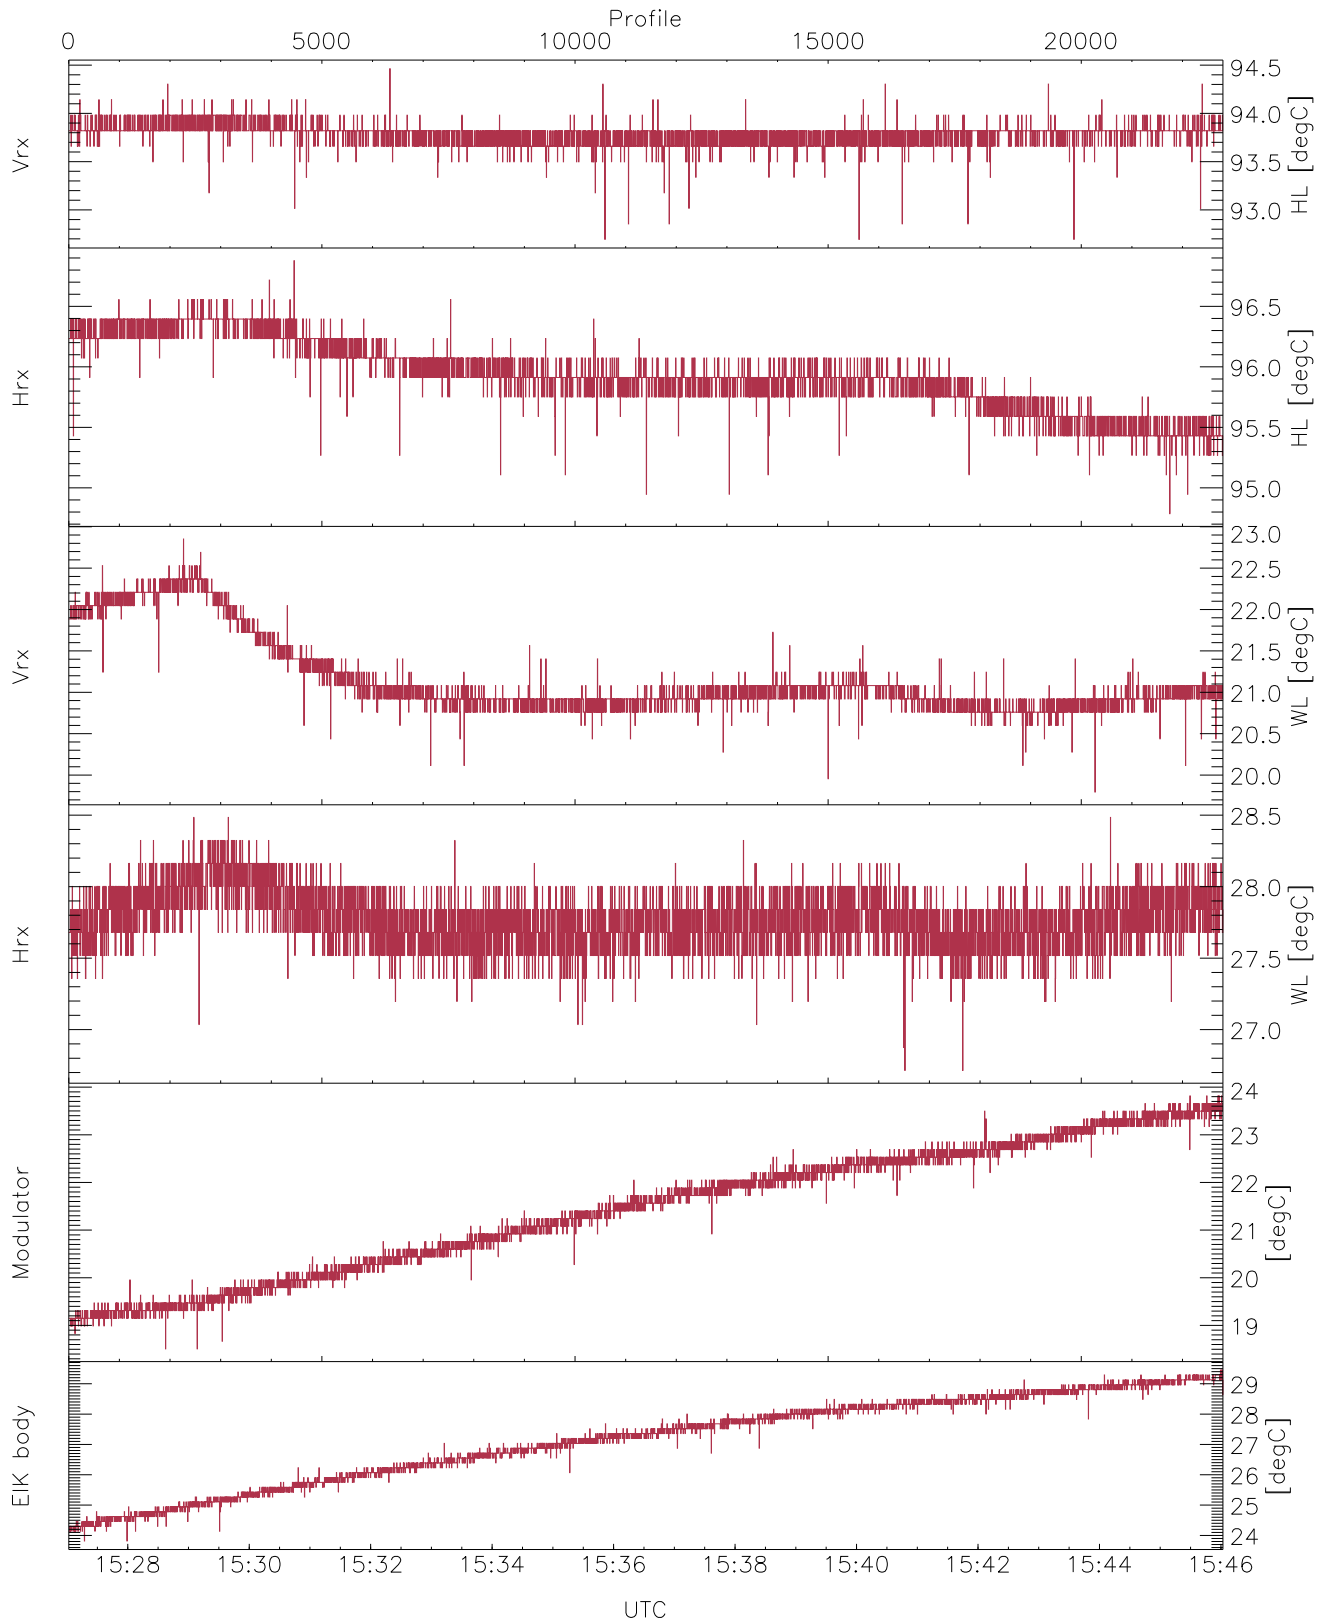 Profile
0 5000 10000 15000 20000
Vrx
94.5
94.0
93.5
93.0
HL [degC]
Hrx
96.5
96.0
95.5
95.0
HL [degC]
Vrx
23.0
22.5
22.0
21.5
21.0
20.5
20.0
WL [degC]
Hrx
28.5
28.0
27.5
27.0
WL [degC]
Modulator
24
23
22
21
20
19
[degC]
EIK body
29
28
27
26
25
24
[degC]
15:28 15:30 15:32 15:34 15:36 15:38 15:40 15:42 15:44 15:46
UTC